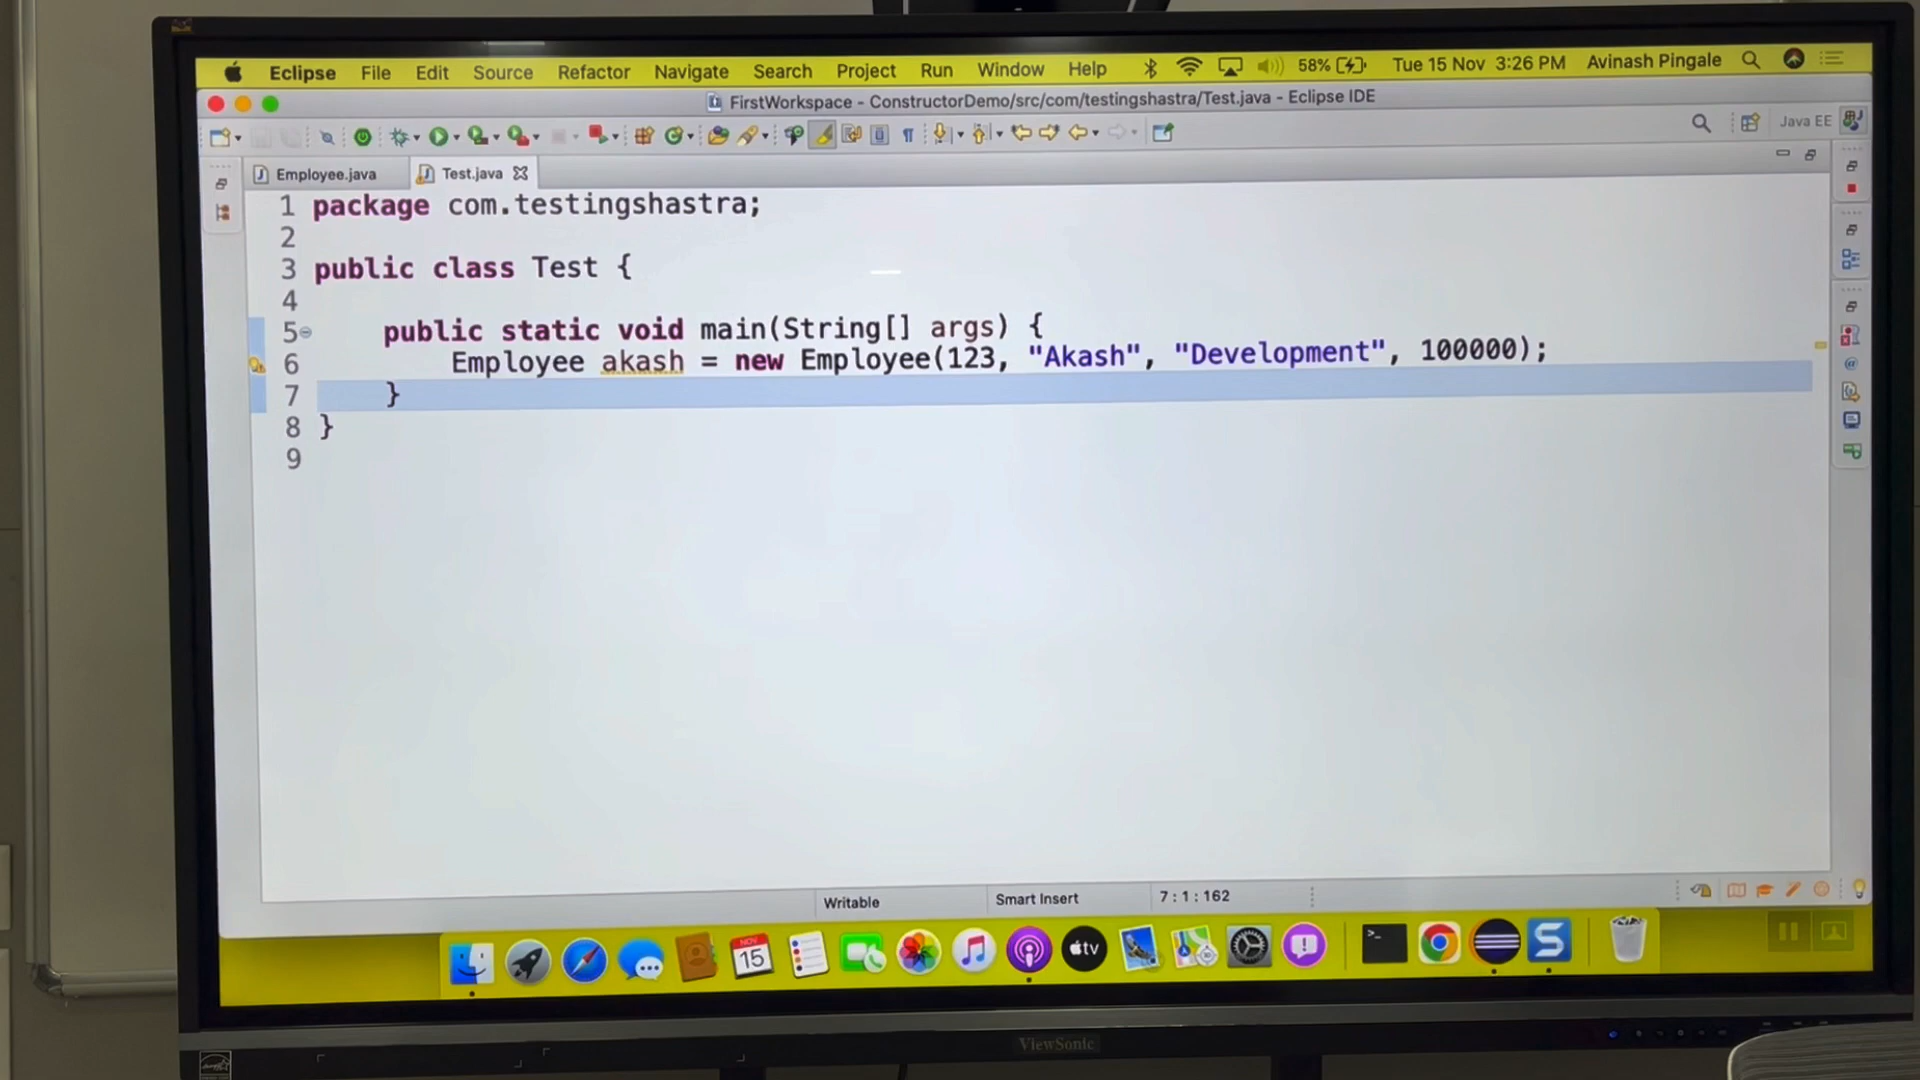 Eclipse File Edit Source Refactor Navigate Search Project Run Window Help 58% Tue 15 Nov 3:26 PM Avinash Pingale
FirstWorkspace - ConstructorDemo/src/com/testingshastra/Test.java - Eclipse IDE
Java EE
Employee.java Test.java
1 package com.testingshastra;
2
3 public class Test {
4
5 public static void main(String[] args) {
6 Employee akash = new Employee(123, "Akash", "Development", 100000);
7 }
8 }
9
Writable Smart Insert 7 : 1 : 162
NOV
15
tv
ViewSonic